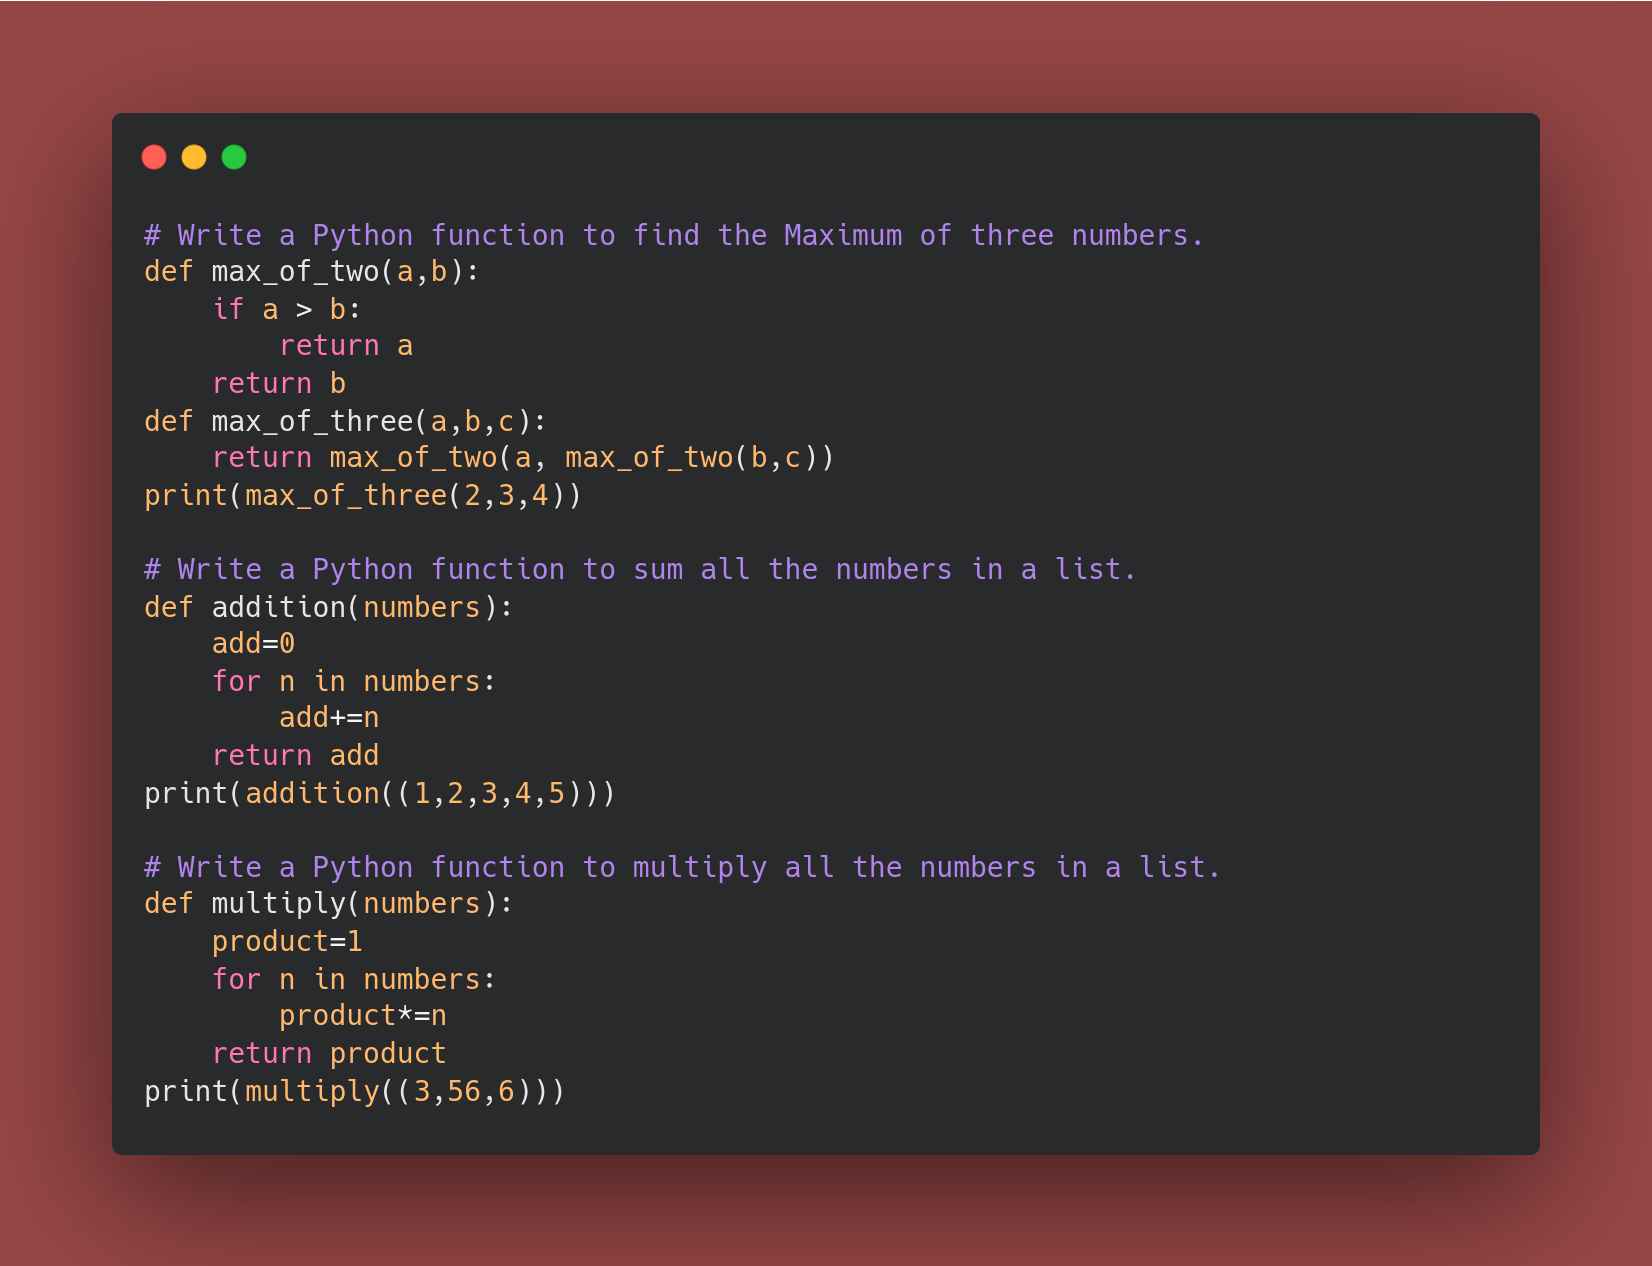 # Write a Python function to find the Maximum of three numbers.
def max_of_two(a,b):
    if a > b:
        return a
    return b
def max_of_three(a,b,c):
    return max_of_two(a, max_of_two(b,c))
print(max_of_three(2,3,4))

# Write a Python function to sum all the numbers in a list.
def addition(numbers):
    add=0
    for n in numbers:
        add+=n
    return add
print(addition((1,2,3,4,5)))

# Write a Python function to multiply all the numbers in a list.
def multiply(numbers):
    product=1
    for n in numbers:
        product*=n
    return product
print(multiply((3,56,6)))